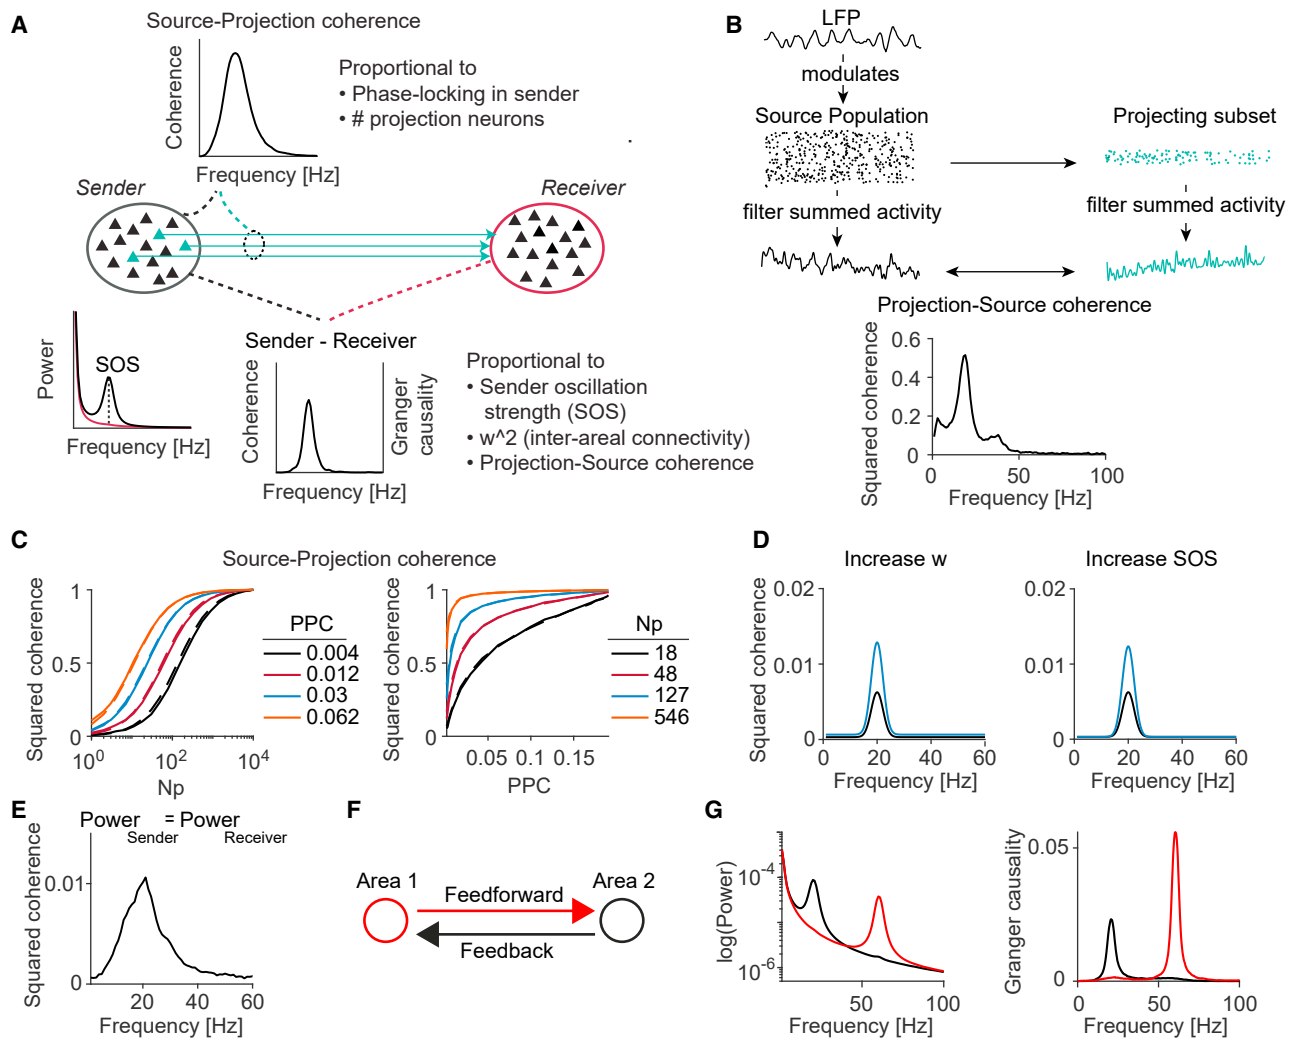 A
Source-Projection coherence
Coherence
Frequency [Hz]
Proportional to
• Phase-locking in sender
• # projection neurons
Sender
Receiver
Power
SOS
Frequency [Hz]
Sender - Receiver
Coherence
Granger
causality
Frequency [Hz]
Proportional to
• Sender oscillation
strength (SOS)
• w^2 (inter-areal connectivity)
• Projection-Source coherence
B
LFP
modulates
Source Population
Projecting subset
filter summed activity
filter summed activity
Projection-Source coherence
Squared coherence
0.6
0.4
0.2
0
0 50 100
Frequency [Hz]
C
Source-Projection coherence
Squared coherence
1
0.5
0
10^0 10^2 10^4
Np
PPC
0.004
0.012
0.03
0.062
Squared coherence
1
0.5
0
0.05 0.1 0.15
PPC
Np
18
48
127
546
D
Increase w
Squared coherence
0.02
0.01
0
0 20 40 60
Frequency [Hz]
Increase SOS
0.02
0.01
0
0 20 40 60
Frequency [Hz]
E
Power Sender = Power Receiver
Squared coherence
0.01
0
20 40 60
Frequency [Hz]
F
Area 1
Area 2
Feedforward
Feedback
G
log(Power)
10^-4
10^-6
50 100
Frequency [Hz]
Granger causality
0.05
0
0 50 100
Frequency [Hz]